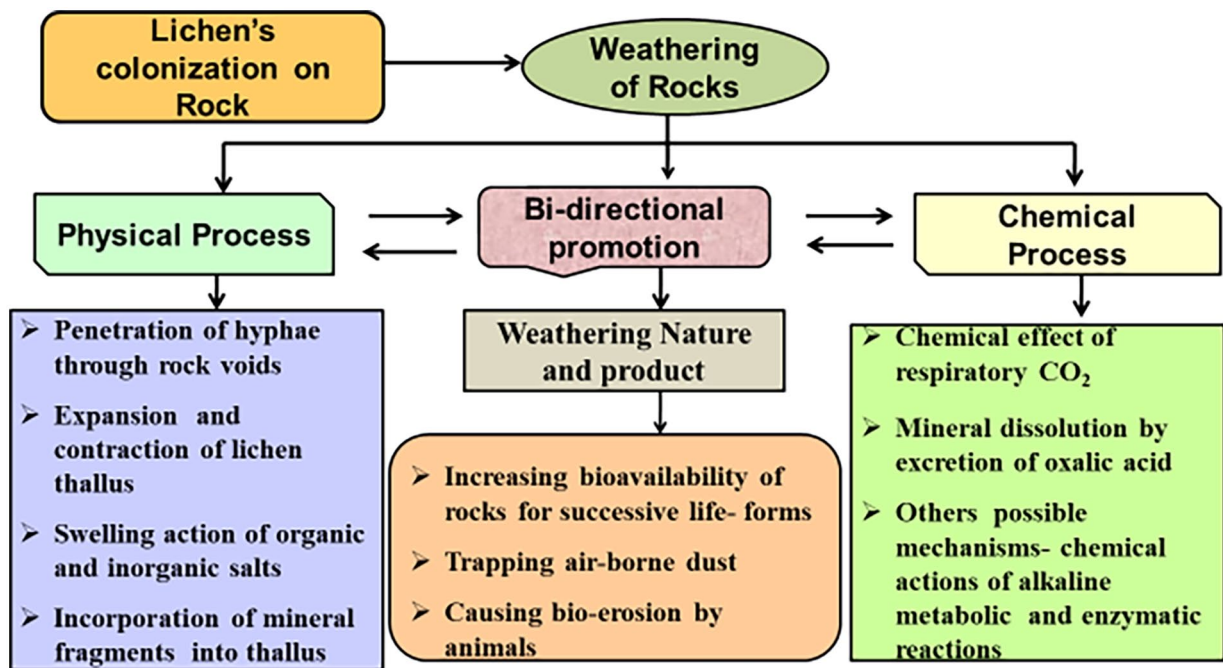 Lichen's
colonization on
Rock
Weathering
of Rocks
Physical Process
Bi-directional
promotion
Chemical
Process
➢ Penetration of hyphae
through rock voids
➢ Expansion and
contraction of lichen
thallus
➢ Swelling action of organic
and inorganic salts
➢ Incorporation of mineral
fragments into thallus
Weathering Nature
and product
➢ Increasing bioavailability of
rocks for successive life- forms
➢ Trapping air-borne dust
➢ Causing bio-erosion by
animals
➢ Chemical effect of
respiratory CO₂
➢ Mineral dissolution by
excretion of oxalic acid
➢ Others possible
mechanisms- chemical
actions of alkaline
metabolic and enzymatic
reactions